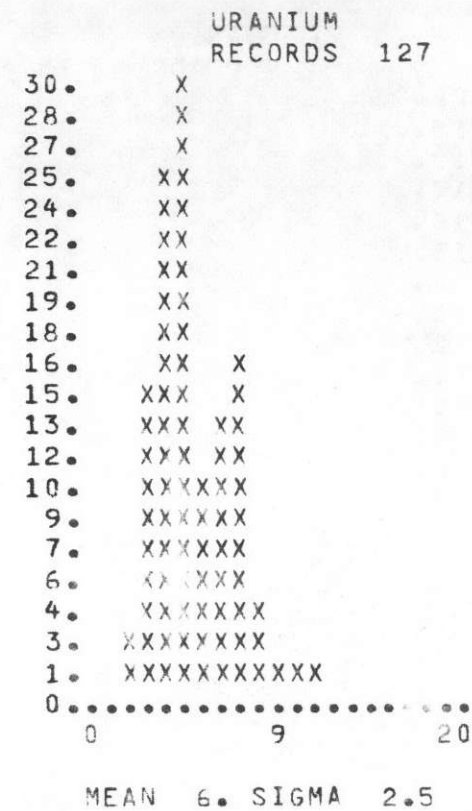 URANIUM
RECORDS 127
30. X
28. X
27. X
25. XX
24. XX
22. XX
21. XX
19. XX
18. XX
16. XX X
15. XXX X
13. XXX XX
12. XXX XX
10. XXXXXX
9. XXXXXX
7. XXXXXX
6. XXXXXX
4. XXXXXXX
3. XXXXXXXX
1. XXXXXXXXXXX
0.....................
0 9 20
MEAN 6. SIGMA 2.5